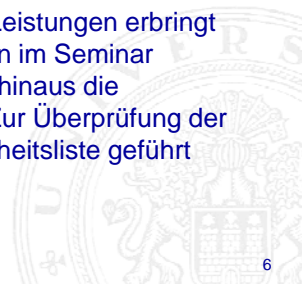 Leistungen erbringt
n im Seminar
hinaus die
Zur Überprüfung der
heitsliste geführt
6